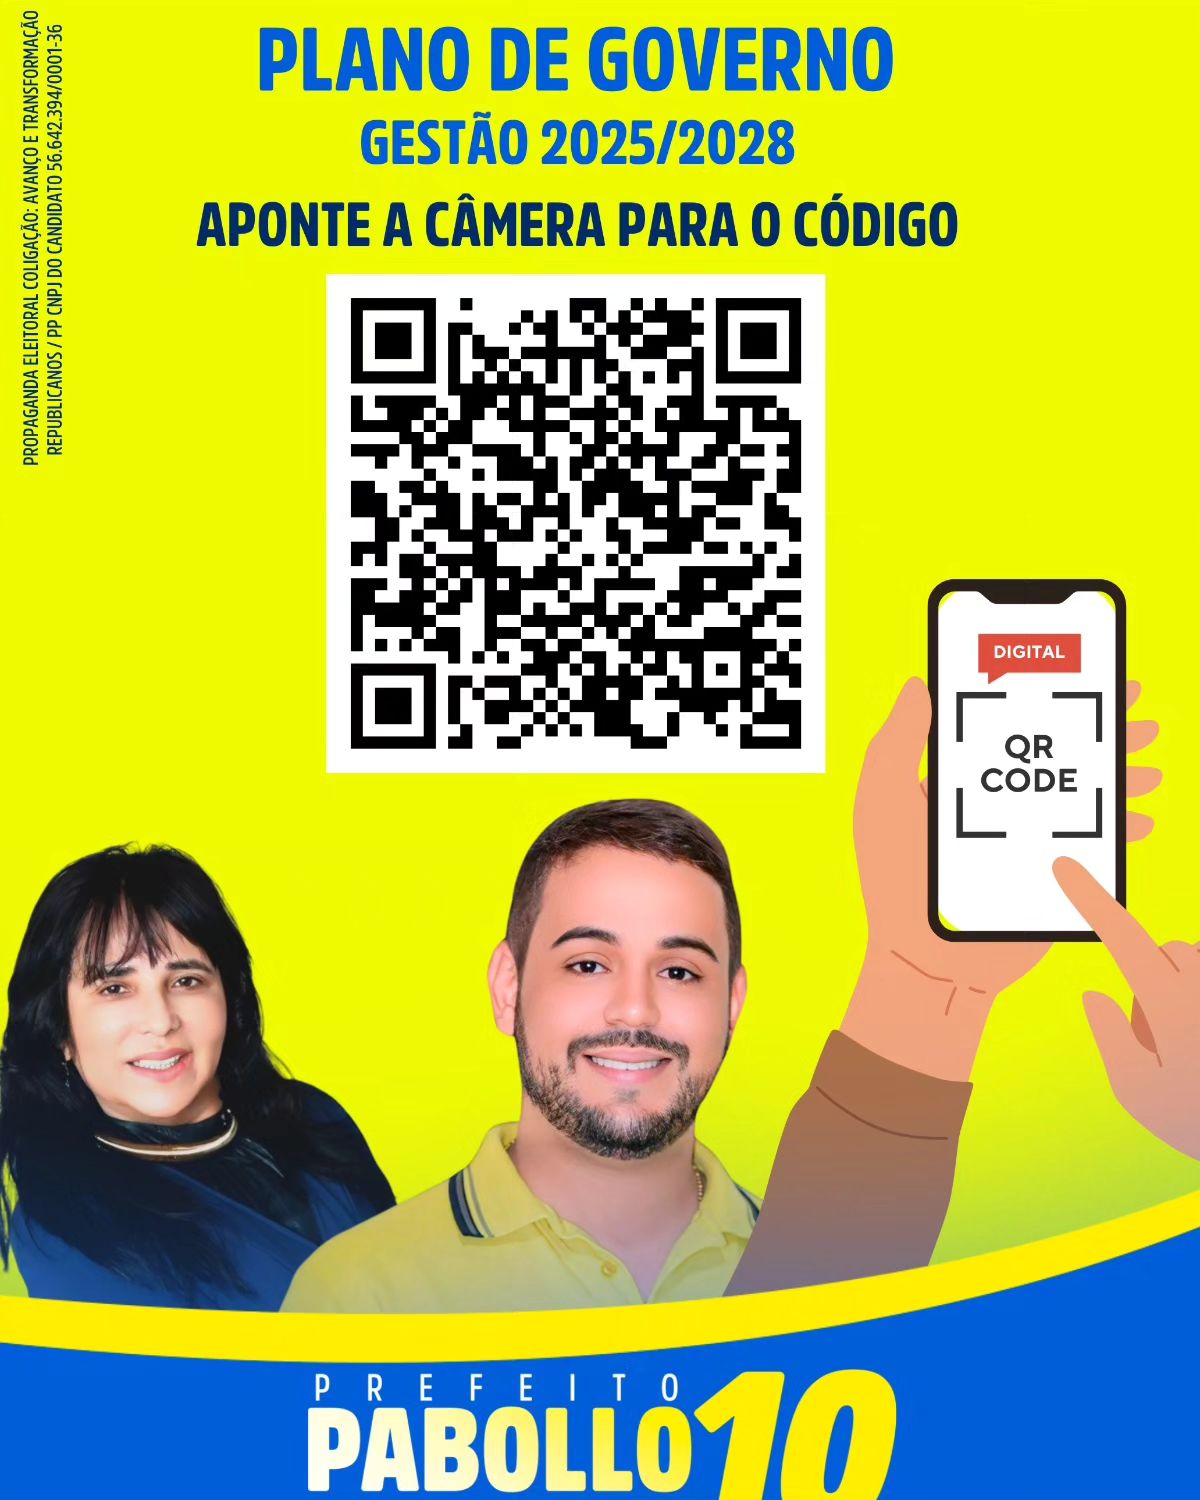 PLANO DE GOVERNO
GESTÃO 2025/2028
APONTE A CÂMERA PARA O CÓDIGO
PROPAGANDA ELEITORAL COLIGAÇÃO: AVANÇO E TRANSFORMAÇÃO
REPUBLICANOS / PP CNPJ DO CANDIDATO 56.642.394/0001-36
DIGITAL
QR
CODE
PREFEITO
PABOLLO 10